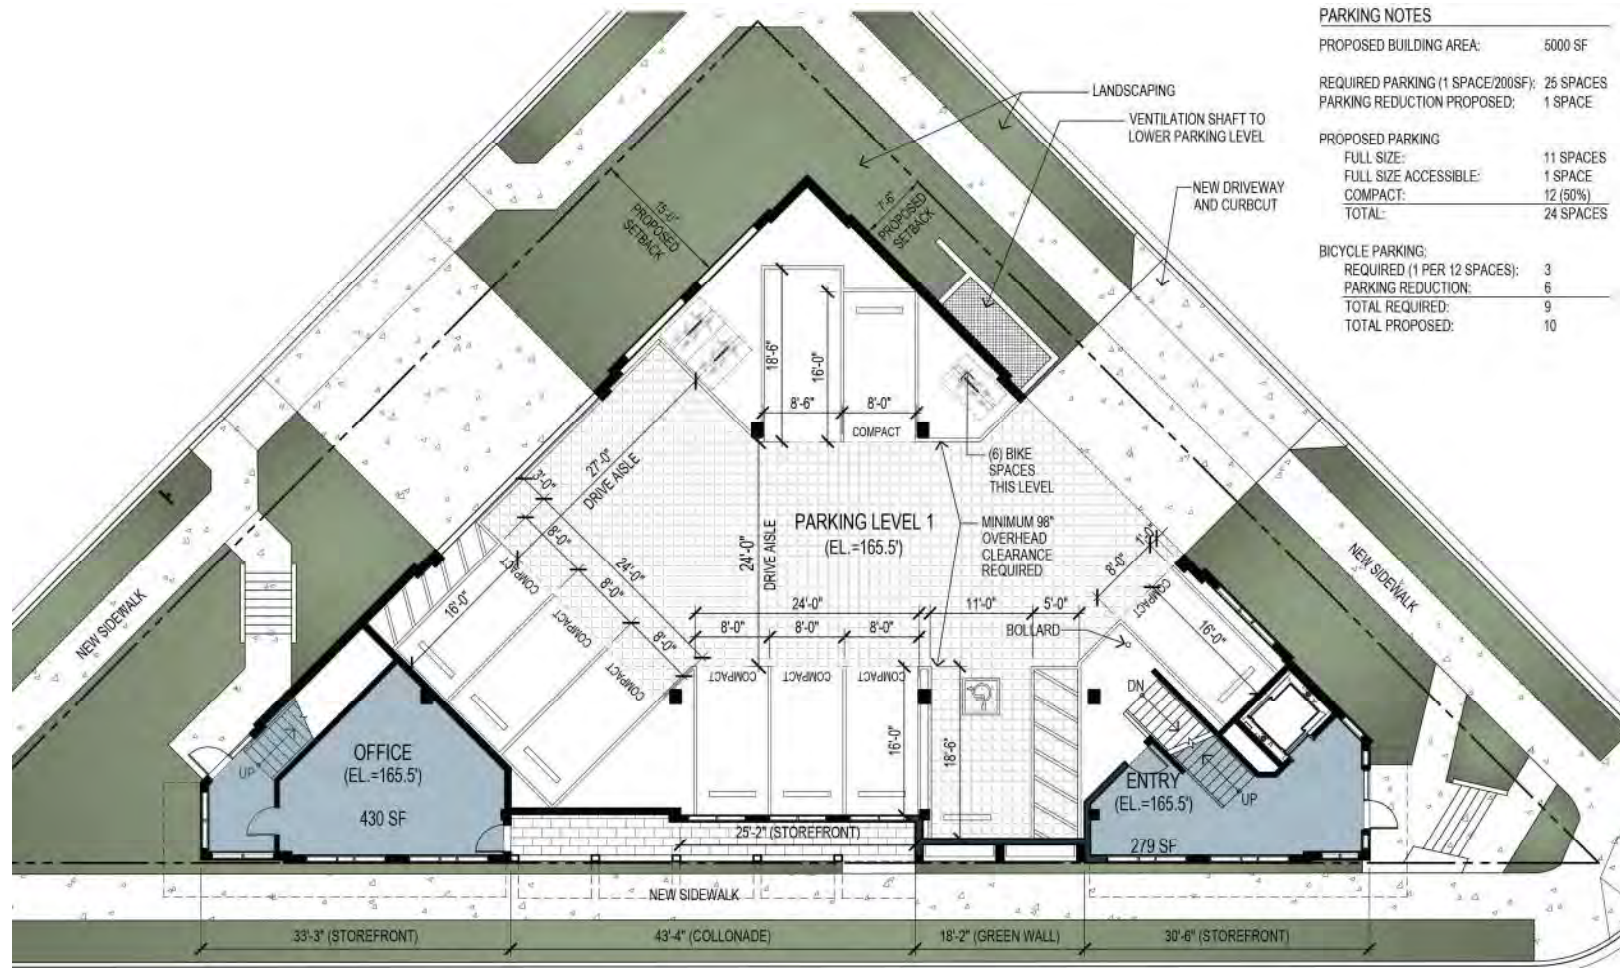 PARKING NOTES
PROPOSED BUILDING AREA: 5000 SF
REQUIRED PARKING (1 SPACE/200SF): 25 SPACES
PARKING REDUCTION PROPOSED: 1 SPACE
PROPOSED PARKING
FULL SIZE: 11 SPACES
FULL SIZE ACCESSIBLE: 1 SPACE
COMPACT: 12 (50%)
TOTAL: 24 SPACES
BICYCLE PARKING:
REQUIRED (1 PER 12 SPACES): 3
PARKING REDUCTION: 6
TOTAL REQUIRED: 9
TOTAL PROPOSED: 10
LANDSCAPING
VENTILATION SHAFT TO
LOWER PARKING LEVEL
NEW DRIVEWAY
AND CURBCUT
15'-0"
PROPOSED
SETBACK
7'-6"
PROPOSED
SETBACK
18'-6"
16'-0"
8'-6"
8'-0"
COMPACT
(6) BIKE
SPACES
THIS LEVEL
27'-0"
DRIVE AISLE
3'-0"
8'-0"
24'-0"
8'-0"
8'-0"
16'-0"
COMPACT
COMPACT
COMPACT
PARKING LEVEL 1
(EL.=165.5')
24'-0"
DRIVE AISLE
MINIMUM 98"
OVERHEAD
CLEARANCE
REQUIRED
1'-0"
8'-0"
COMPACT
16'-0"
24'-0"
11'-0"
5'-0"
8'-0"
8'-0"
8'-0"
BOLLARD
COMPACT
COMPACT
COMPACT
16'-0"
18'-6"
NEW SIDEWALK
NEW SIDEWALK
DN
UP
UP
OFFICE
(EL.=165.5')
430 SF
ENTRY
(EL.=165.5')
279 SF
25'-2" (STOREFRONT)
NEW SIDEWALK
33'-3" (STOREFRONT)
43'-4" (COLLONADE)
18'-2" (GREEN WALL)
30'-6" (STOREFRONT)